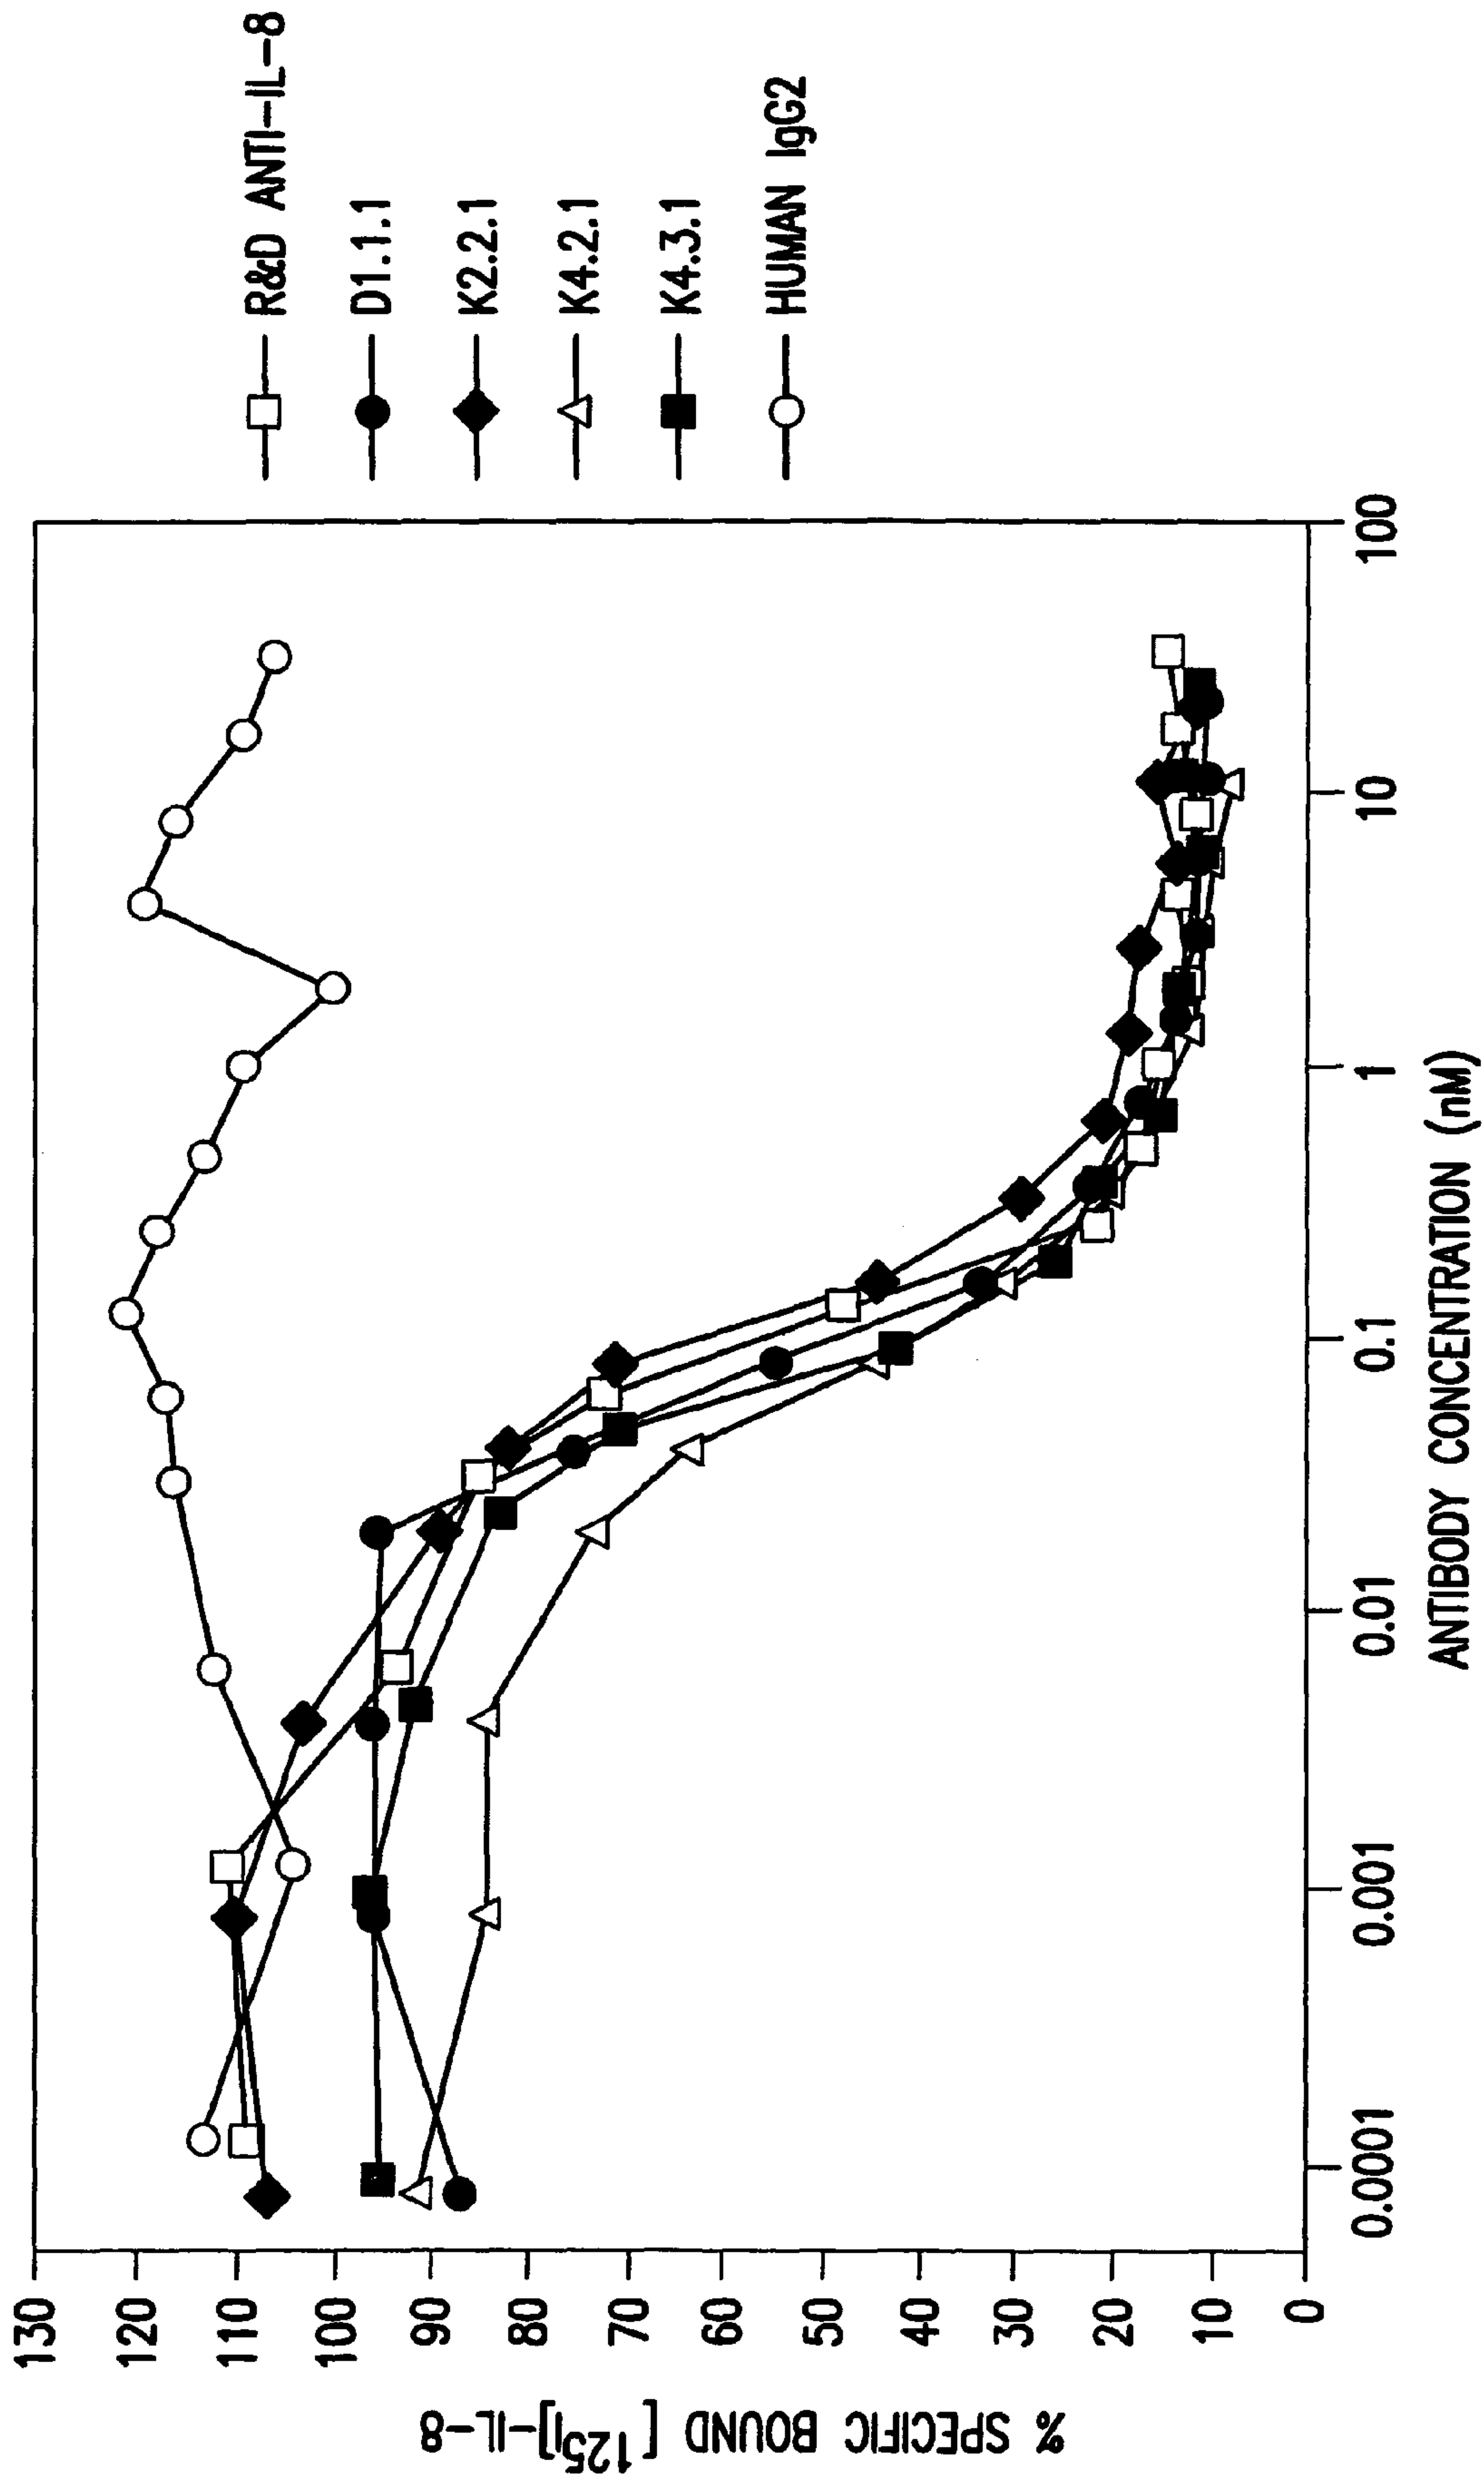 130
120
110
100
90
80
70
60
50
40
30
20
10
0
% SPECIFIC BOUND [125I]-IL-8
0.0001
0.001
0.01
0.1
1
10
100
ANTIBODY CONCENTRATION (nM)
R&D ANTI-IL-8
D1.1.1
K2.2.1
K4.2.1
K4.3.1
HUMAN IgG2